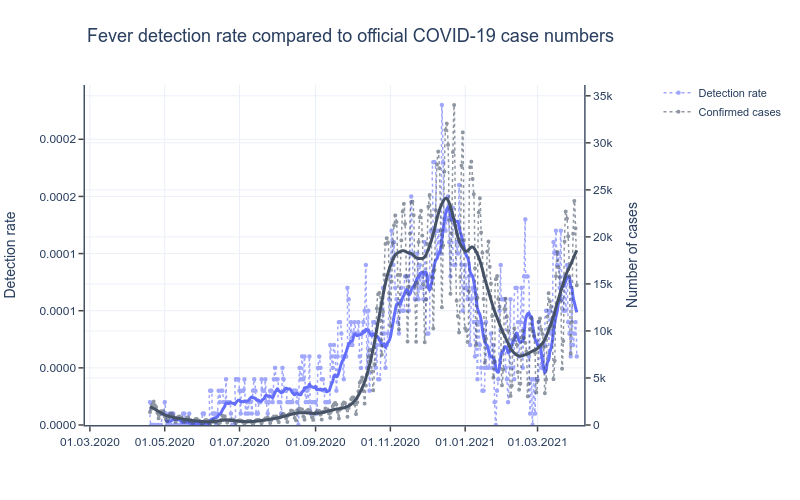 Fever detection rate compared to official COVID-19 case numbers
Detection rate
Confirmed cases
35k
30k
25k
20k
15k
10k
5k
0
0.0002
0.0002
0.0001
0.0001
0.0000
0.0000
Detection rate
Number of cases
01.03.2020
01.05.2020
01.07.2020
01.09.2020
01.11.2020
01.01.2021
01.03.2021